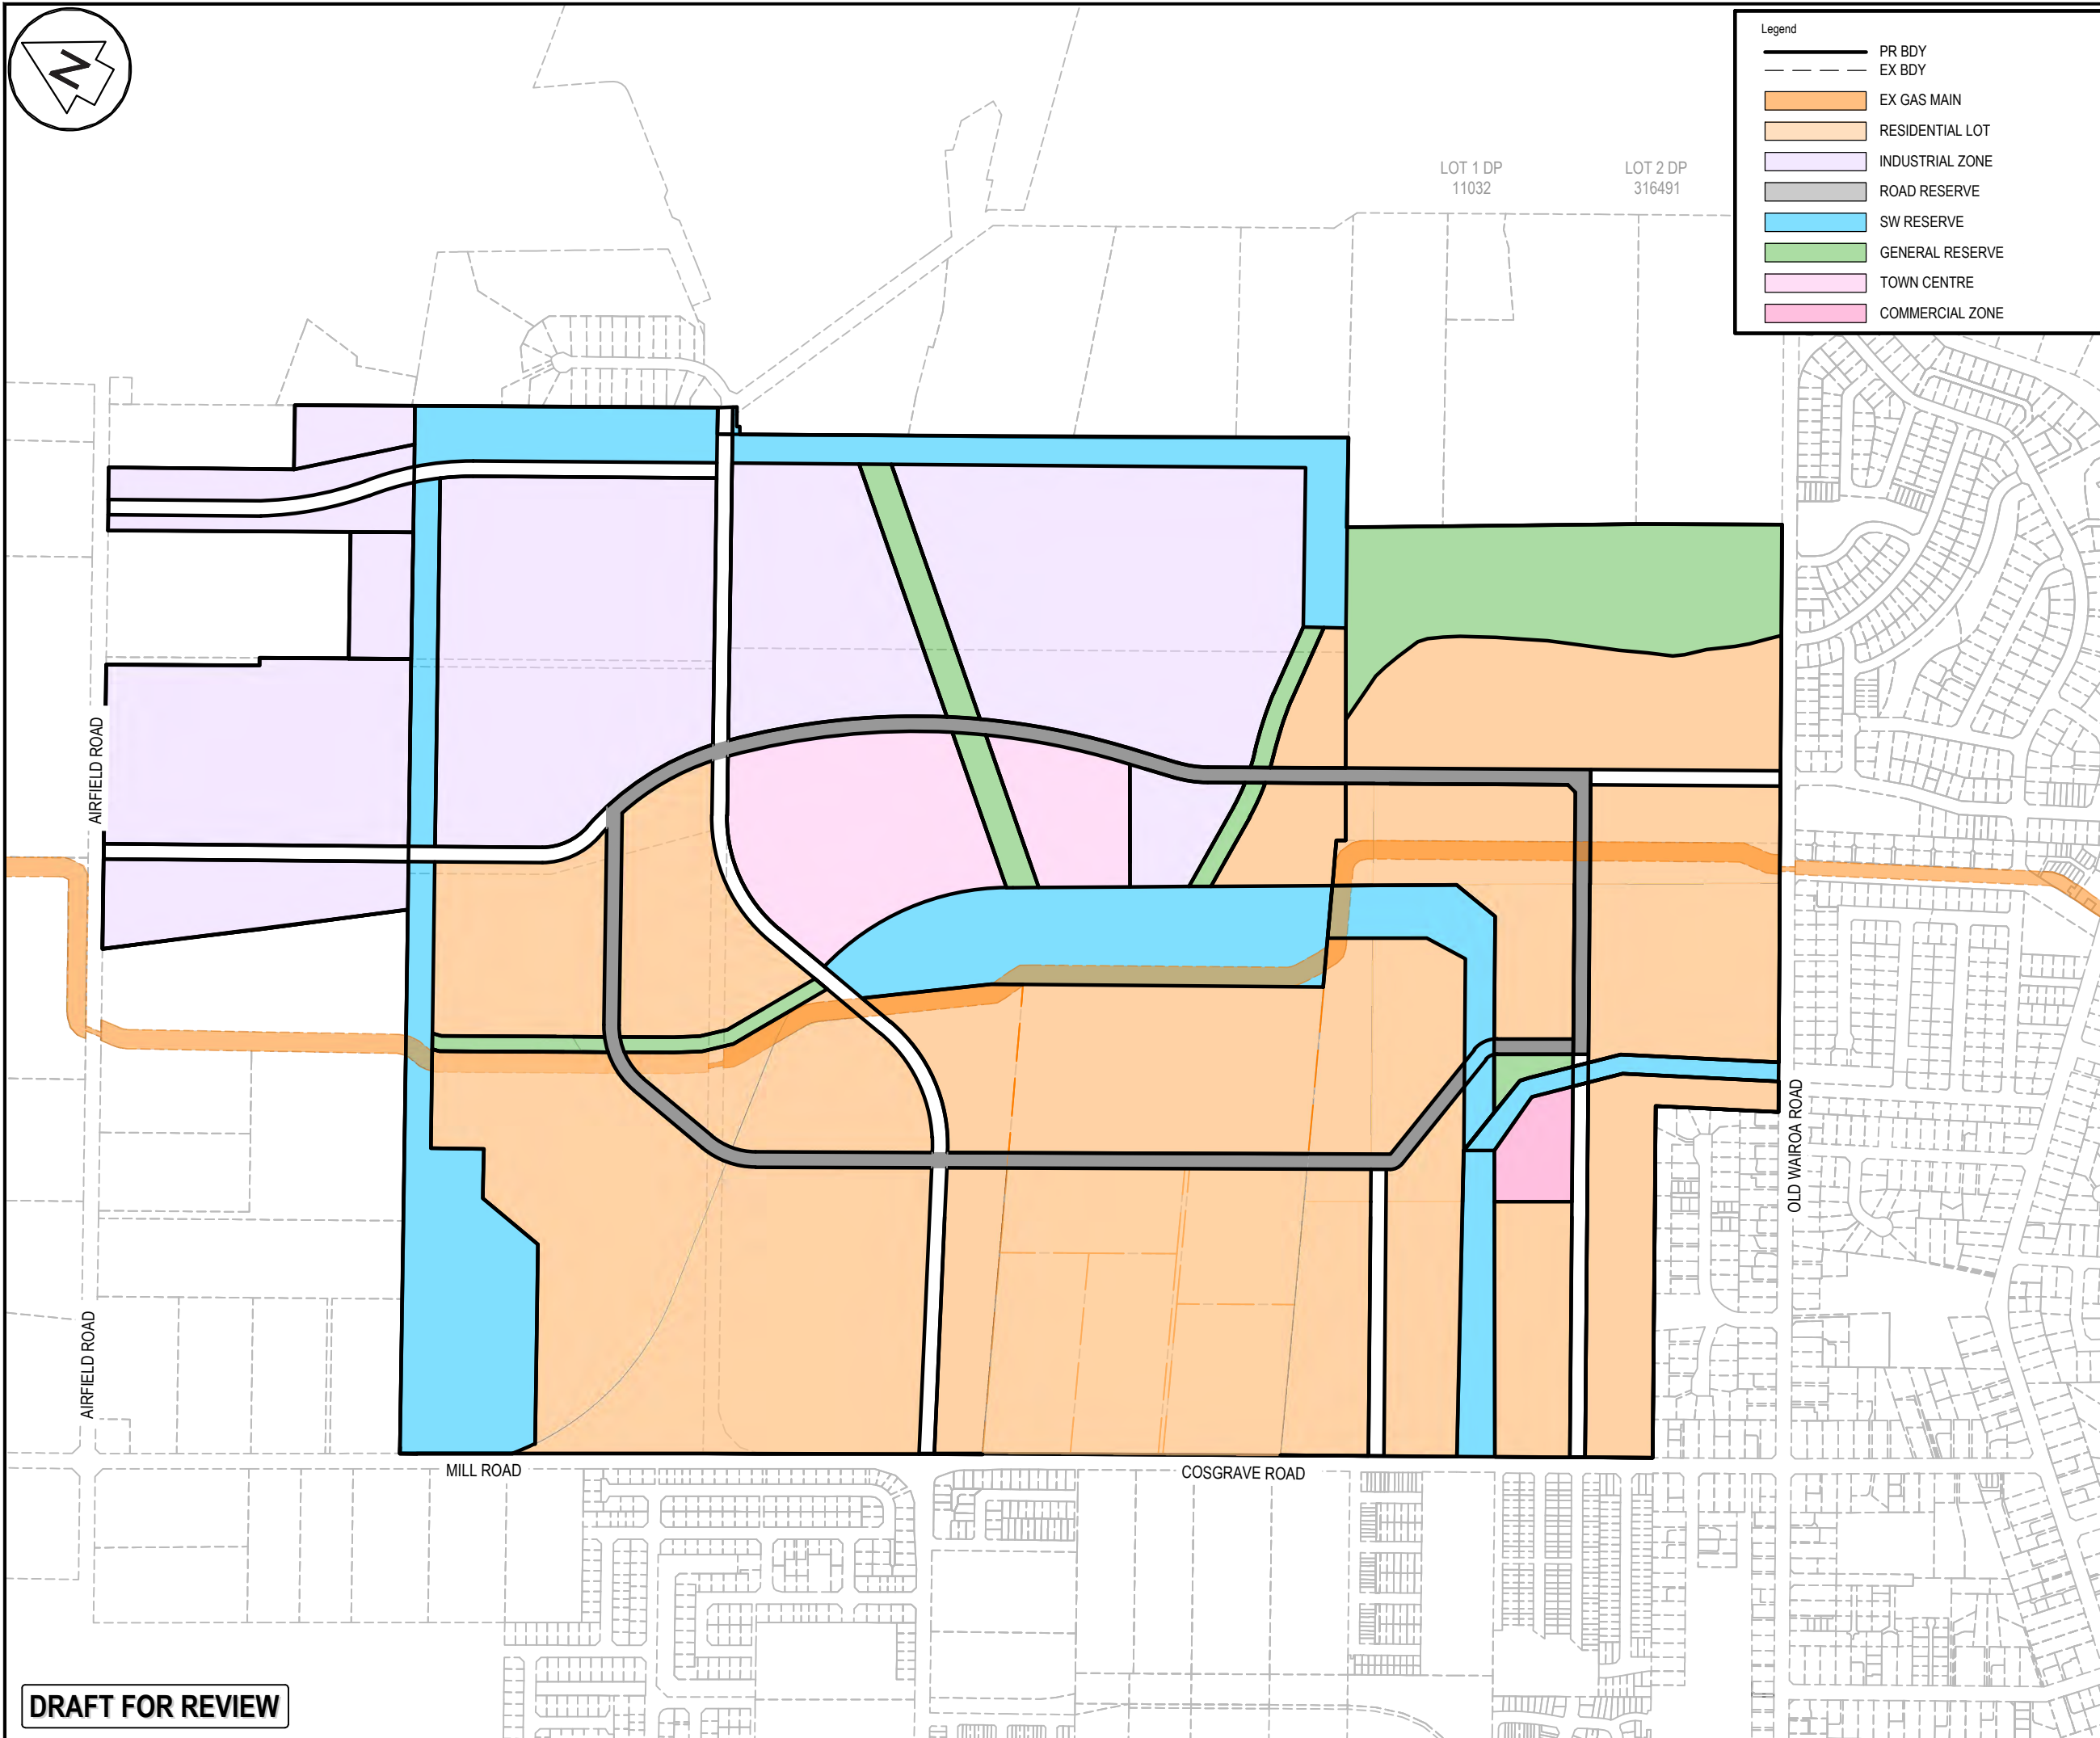 N
Legend
PR BDY
EX BDY
EX GAS MAIN
RESIDENTIAL LOT
INDUSTRIAL ZONE
ROAD RESERVE
SW RESERVE
GENERAL RESERVE
TOWN CENTRE
COMMERCIAL ZONE
LOT 1 DP
11032
LOT 2 DP
316491
AIRFIELD ROAD
OLD WAIROA ROAD
AIRFIELD ROAD
MILL ROAD
COSGRAVE ROAD
DRAFT FOR REVIEW